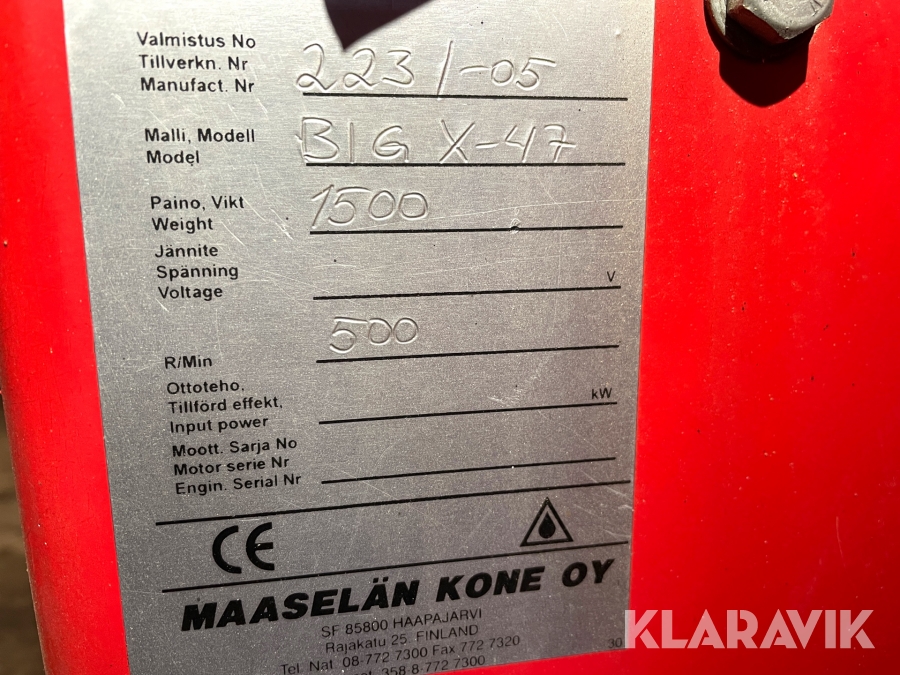 Valmistus No
Tillverkn. Nr
Manufact. Nr 223/-05
Malli, Modell
Model BIG X-47
Paino, Vikt
Weight 1500
Jännite
Spänning
Voltage V
500
R/Min
Ottoteho,
Tillförd effekt,
Input power kW
Moott. Sarja No
Motor serie Nr
Engin. Serial Nr
CE
MAASELÄN KONE OY
SF 85800 HAAPAJARVI
Rajakatu 25. FINLAND
Tel. Nat. 08-772 7300 Fax 772 7320
358-8-772 7300
30
KLARAVIK